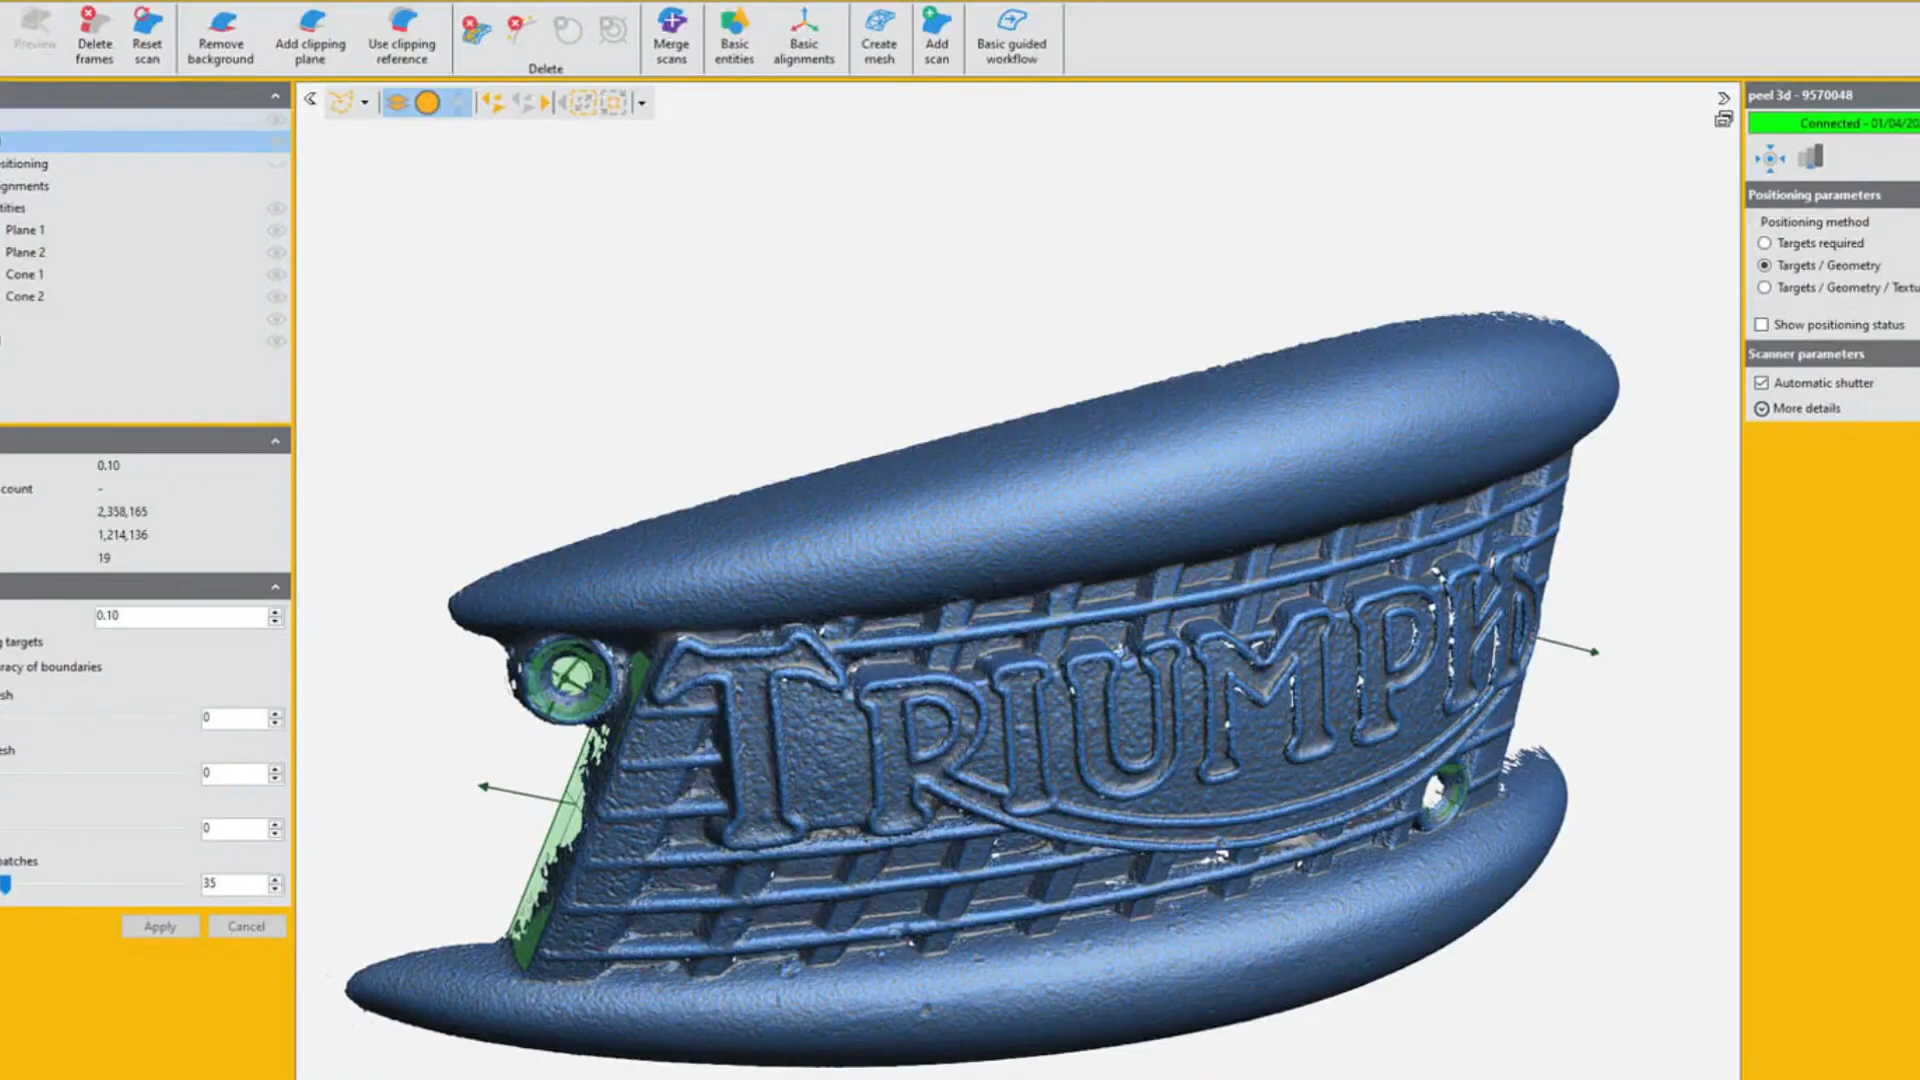 Preview
Delete frames
Reset scan
Remove background
Add clipping plane
Use clipping reference
Delete
Merge scans
Basic entities
Basic alignments
Create mesh
Add scan
Basic guided workflow
sitioning
gnments
tities
Plane 1
Plane 2
Cone 1
Cone 2
0.10
count -
2,358,165
1,214,136
19
0.10
g targets
racy of boundaries
sh
0
esh
0
0
patches
35
Apply Cancel
TRIUMPH
peel 3d - 9570048
Connected - 01/04/20
Positioning parameters
Positioning method
Targets required
Targets / Geometry
Targets / Geometry / Textu
Show positioning status
Scanner parameters
Automatic shutter
More details